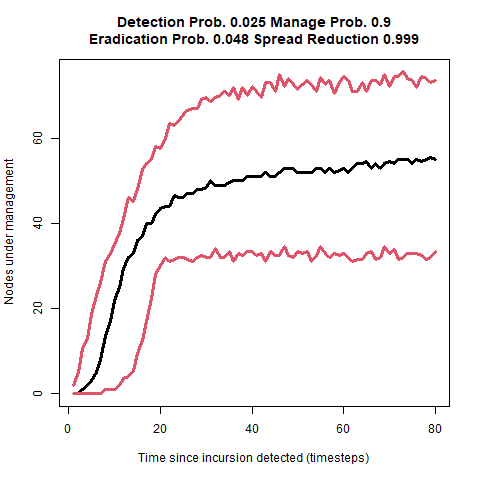 Detection Prob. 0.025 Manage Prob. 0.9
Eradication Prob. 0.048 Spread Reduction 0.999
Nodes under management
60
40
20
0
0 20 40 60 80
Time since incursion detected (timesteps)